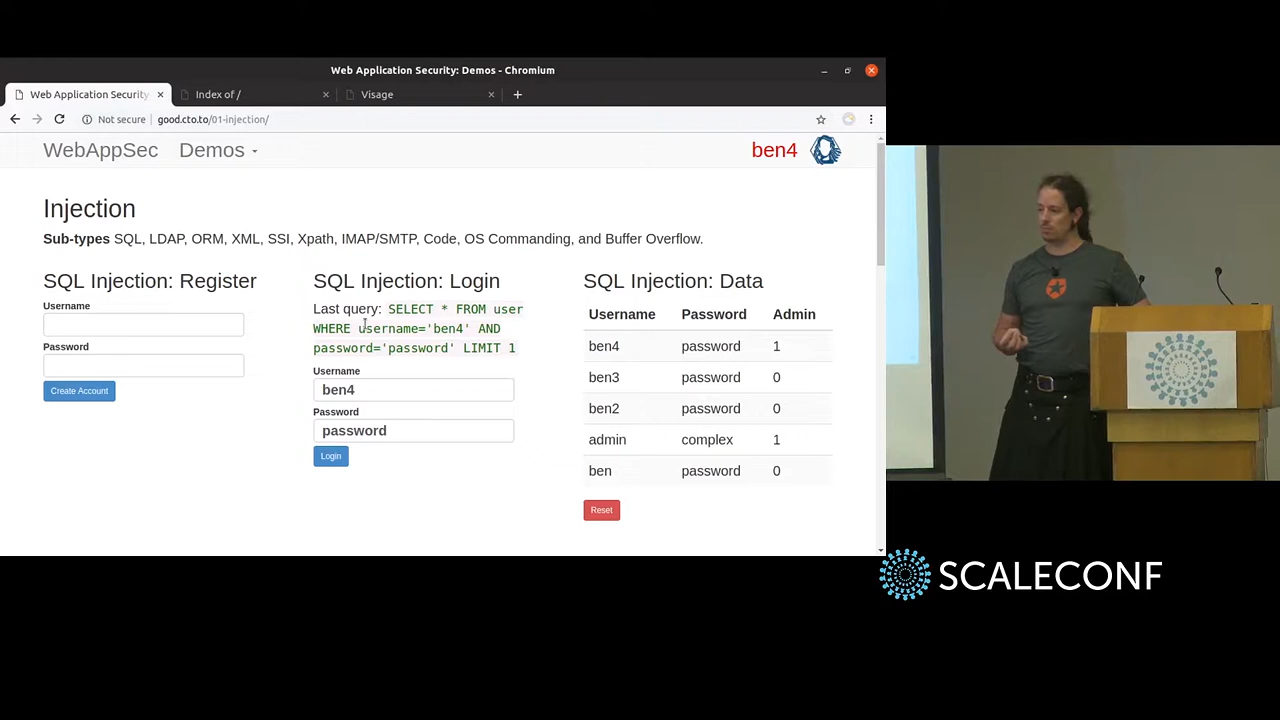 Web Application Security: Demos - Chromium
Web Application Security
Index of /
Visage
Not secure
good.cto.to/01-injection/
WebAppSec
Demos
ben4
Injection
Sub-types SQL, LDAP, ORM, XML, SSI, Xpath, IMAP/SMTP, Code, OS Commanding, and Buffer Overflow.
SQL Injection: Register
Username
Password
Create Account
SQL Injection: Login
Last query: SELECT * FROM user
WHERE username='ben4' AND
password='password' LIMIT 1
Username
ben4
Password
password
Login
SQL Injection: Data
Username Password Admin
ben4 password 1
ben3 password 0
ben2 password 0
admin complex 1
ben password 0
Reset
SCALECONF